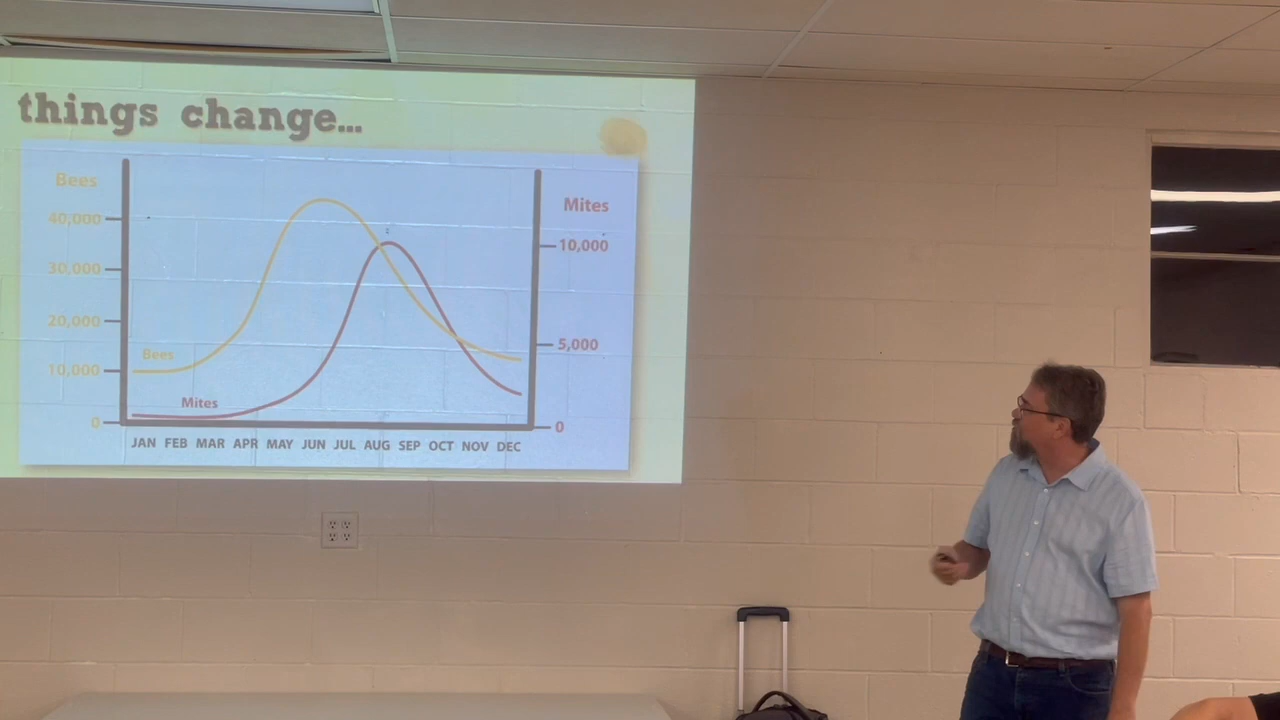 things change...
Bees
Mites
40,000
10,000
30,000
20,000
5,000
Bees
10,000
Mites
0
0
JAN FEB MAR APR MAY JUN JUL AUG SEP OCT NOV DEC